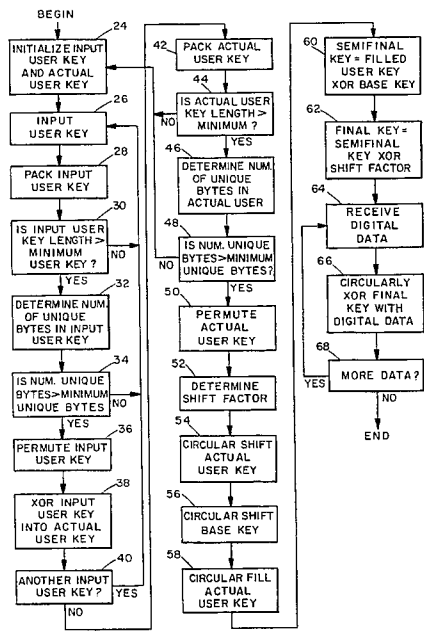 BEGIN
24
INITIALIZE INPUT
USER KEY
AND ACTUAL
USER KEY
26
INPUT
USER KEY
28
PACK INPUT
USER KEY
30
IS INPUT USER
KEY LENGTH>
MINIMUM
USER KEY?
NO
YES
32
DETERMINE NUM.
OF UNIQUE
BYTES IN INPUT
USER KEY
34
IS NUM. UNIQUE
BYTES>MINIMUM
UNIQUE BYTES
NO
YES
36
PERMUTE INPUT
USER KEY
38
XOR INPUT
USER KEY
INTO ACTUAL
USER KEY
40
ANOTHER INPUT
USER KEY?
YES
NO
42
PACK ACTUAL
USER KEY
44
IS ACTUAL USER
KEY LENGTH>
MINIMUM ?
NO
YES
46
DETERMINE NUM.
OF UNIQUE
BYTES IN
ACTUAL USER
48
IS NUM. UNIQUE
BYTES>MINIMUM
UNIQUE BYTES?
NO
YES
50
PERMUTE
ACTUAL
USER KEY
52
DETERMINE
SHIFT FACTOR
54
CIRCULAR SHIFT
ACTUAL
USER KEY
56
CIRCULAR SHIFT
BASE KEY
58
CIRCULAR FILL
ACTUAL
USER KEY
60
SEMIFINAL
KEY = FILLED
USER KEY
XOR BASE KEY
62
FINAL KEY=
SEMIFINAL
KEY XOR
SHIFT FACTOR
64
RECEIVE
DIGITAL
DATA
66
CIRCULARLY
XOR FINAL
KEY WITH
DIGITAL DATA
68
MORE DATA?
YES
NO
END